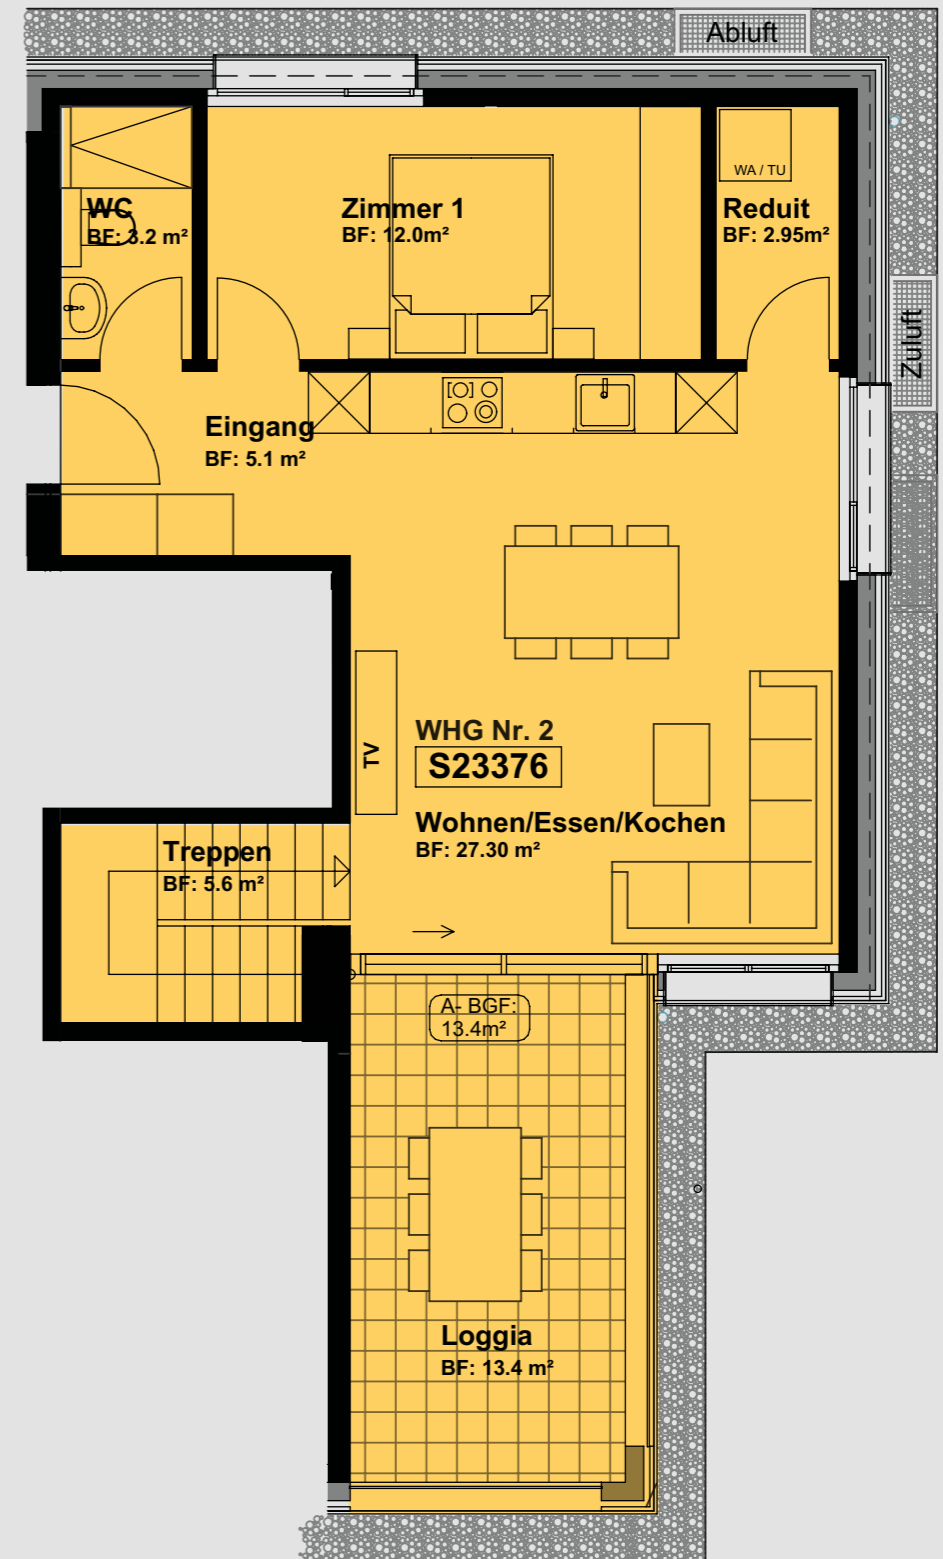 Abluft
WA / TU
WC
BF: 3.2 m²
Zimmer 1
BF: 12.0m²
Reduit
BF: 2.95m²
Zuluft
Eingang
BF: 5.1 m²
TV
WHG Nr. 2
S23376
Wohnen/Essen/Kochen
BF: 27.30 m²
Treppen
BF: 5.6 m²
A- BGF:
13.4m²
Loggia
BF: 13.4 m²